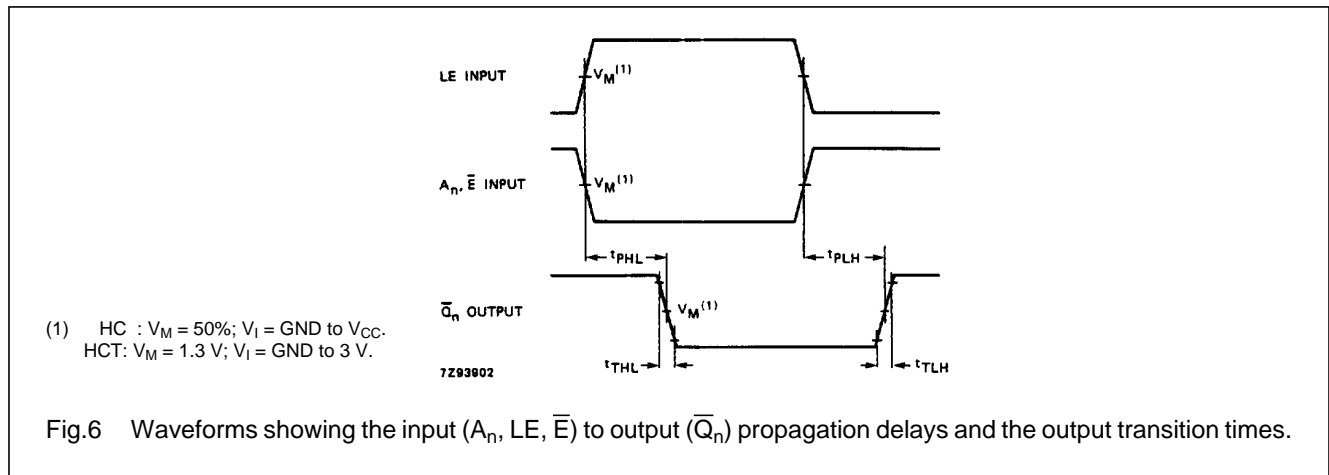 LE INPUT
V_M(1)
A_n, E̅ INPUT
V_M(1)
t_PHL
t_PLH
Q̅_n OUTPUT
V_M(1)
t_THL
t_TLH
7Z93902
(1) HC : V_M = 50%; V_I = GND to V_CC.
HCT: V_M = 1.3 V; V_I = GND to 3 V.
Fig.6 Waveforms showing the input (A_n, LE, E̅) to output (Q̅_n) propagation delays and the output transition times.